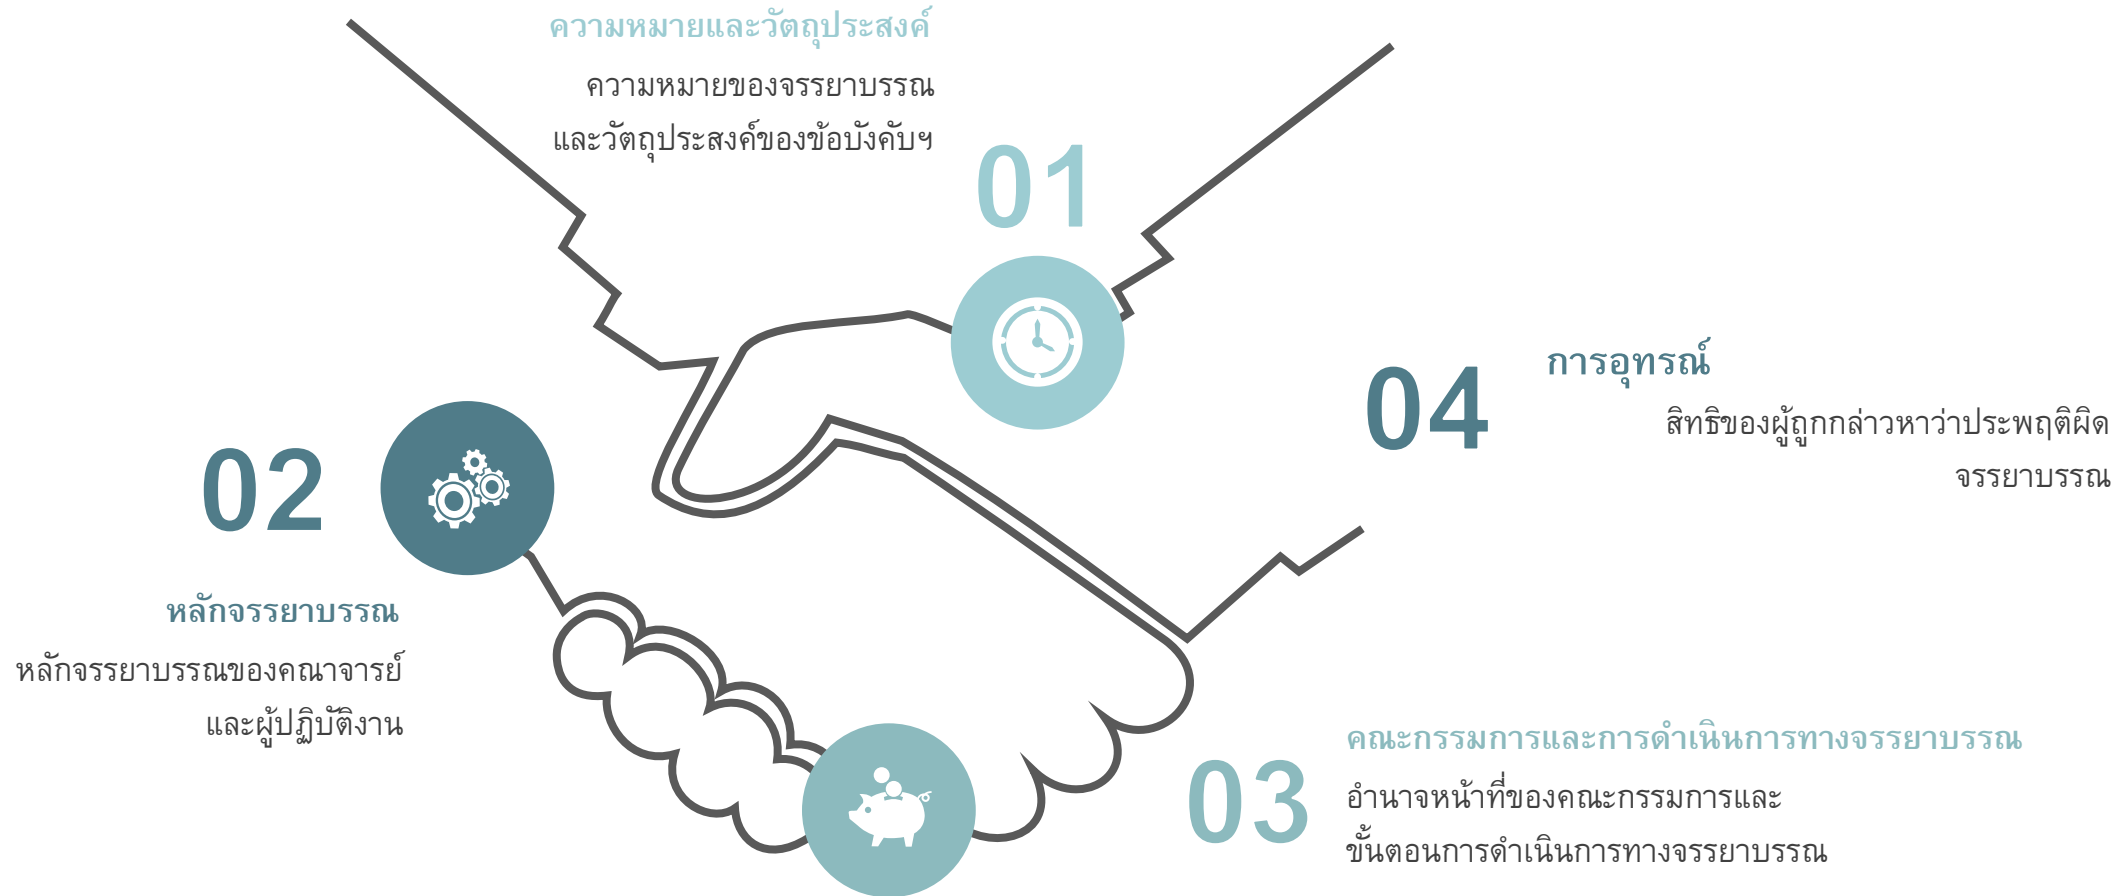 ความหมายและวัตถุประสงค์
ความหมายของจรรยาบรรณ
และวัตถุประสงค์ของข้อบังคับฯ
01
02
หลักจรรยาบรรณ
หลักจรรยาบรรณของคณาจารย์
และผู้ปฏิบัติงาน
03
คณะกรรมการและการดำเนินการทางจรรยาบรรณ
อำนาจหน้าที่ของคณะกรรมการและ
ขั้นตอนการดำเนินการทางจรรยาบรรณ
04
การอุทรณ์
สิทธิของผู้ถูกกล่าวหาว่าประพฤติผิด
จรรยาบรรณ